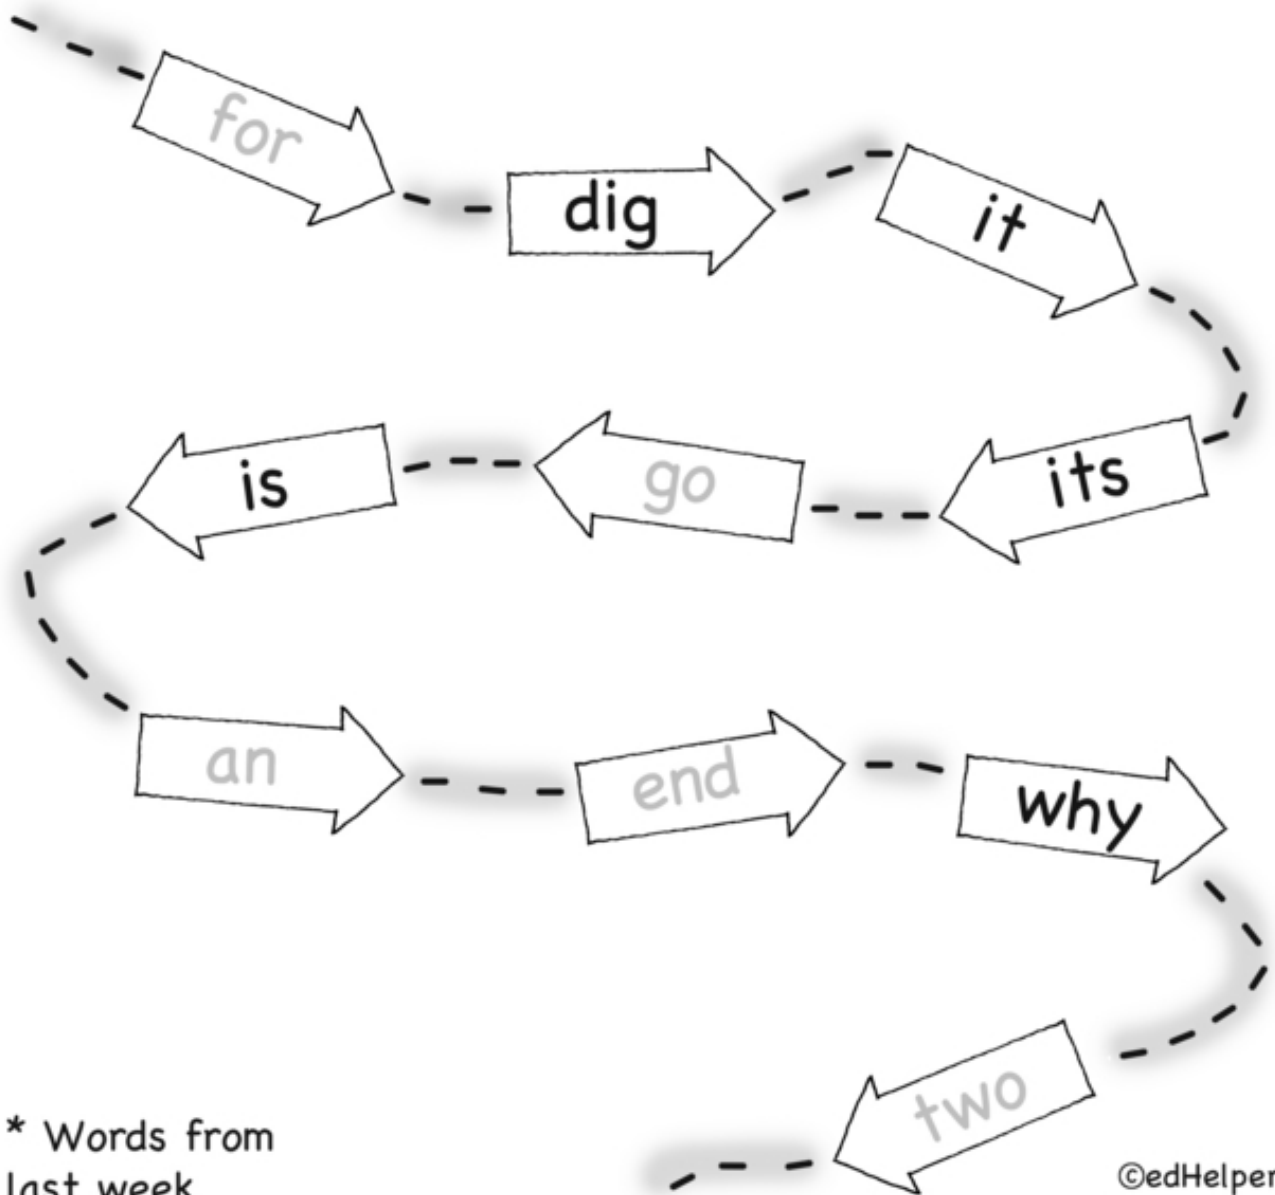 for
dig
it
its
go
is
an
end
why
two
* Words from
last week
©edHelper